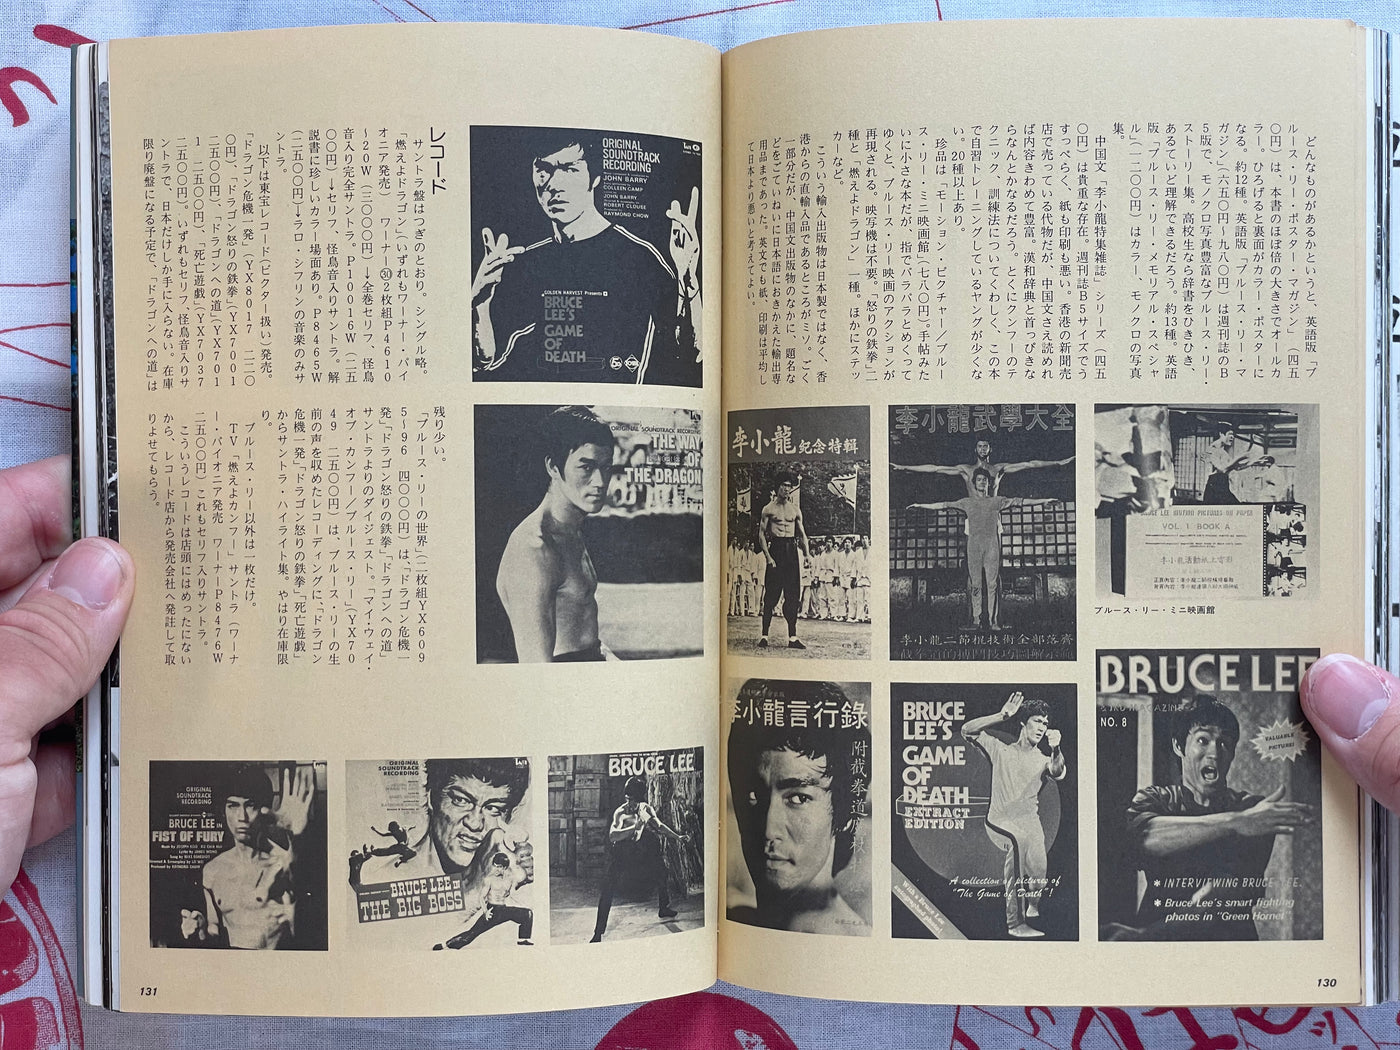 どんなものがあるかというと、英語版「ブ
ルース・リー・ポスター・マガジン」（四五
〇円）は、本書のほぼ倍の大きさでオールカ
ラー。ひろげると裏面がカラー・ポスターに
なる。約12種。英語版「ブルース・リー・マ
ガジン」（六五〇円〜九八〇円）は週刊誌のB
5版で、モノクロ写真豊富なブルース・リー・
ストーリー集。高校生なら辞書をひきひき、
あるていど理解できるだろう。約13種。英語
版「ブルース・リー・メモリアル・スペシャ
ル」（一二〇〇円）はカラー、モノクロの写真
集。
中国文「李小龍特集雑誌」シリーズ（四五
〇円）は貴重な存在。週刊誌B5サイズでう
すっぺらく、紙も印刷も悪い。香港の新聞売
店で売っている代物だが、中国文さえ読めれ
ば内容きわめて豊富。漢和辞典と首っぴきな
らなんとかなるだろう。とくにクンフーのテ
クニック、訓練法についてくわしく、この本
で自習トレーニングしているヤングが少くな
い。20種以上あり。
珍品は「モーション・ピクチャー/ブルー
ス・リー・ミニ映画館」（七八〇円）。手帖みた
いに小さな本だが、指でパラパラとめくって
ゆくと、ブルース・リー映画のアクションが
再現される。映写機は不要。「怒りの鉄拳」二
種と「燃えよドラゴン」一種。ほかにステッ
カーなど。
こういう輸入出版物は日本製ではなく、香
港からの直輸入品であるところがミソ。ごく
一部分だが、中国文出版物のなかに、題名な
どをごていねいに日本語におきかえた輸出専
用品まであった。英文でも紙、印刷は平均し
て日本より悪いと考えてよい。
BRUCE LEE MOTION PICTURES ON PAPER
VOL. 1 BOOK A
李小龍活動紙上電影
ブルース・リー・ミニ映画館
李小龍武學大全
李小龍二節棍技術全部落齊
李小龍紀念特輯
BRUCE LEE
NO. 8
VALUABLE PICTURE!
* INTERVIEWING BRUCE LEE.
* Bruce Lee's smart fighting
photos in "Green Hornet"
BRUCE
LEE'S
GAME
OF
DEATH
EXTRACT
EDITION
A collection of pictures of
"The Game of Death"!
李小龍言行錄
130
ORIGINAL
SOUNDTRACK
RECORDING
JOHN BARRY
COLLEEN CAMP
JOHN BARRY
ROBERT CLOUSE
RAYMOND CHOW
GOLDEN HARVEST Presents
BRUCE
LEE'S
GAME
OF
DEATH
レコード
サントラ盤はつぎのとおり。シングル略。
「燃えよドラゴン」（いずれもワーナー・パイ
オニア発売） ワーナー㉚2枚組P4610
〜20W（三〇〇〇円）→全巻セリフ、怪鳥
音入り完全サントラ。P10016W（二五
〇〇円）→セリフ、怪鳥音入りサントラ。解
説書に珍しいカラー場面あり。P8465W
（二五〇〇円）→ラロ・シフリンの音楽のみサ
ントラ。
以下は東宝レコード（ビクター扱い）発売。
「ドラゴン危機一発」（YX8017 二二〇
〇円）、「ドラゴン怒りの鉄拳」（YX7001
二五〇〇円）、「ドラゴンへの道」（YX700
1 二五〇〇円）、「死亡遊戯」（YX7037
二五〇〇円）。いずれもセリフ、怪鳥音入りサ
ントラで、日本だけしか手に入らない。在庫
限り廃盤になる予定で、「ドラゴンへの道」は
残り少い。
「ブルース・リーの世界」（二枚組YX609
5〜96 四〇〇〇円）は、「ドラゴン危機一
発」「ドラゴン怒りの鉄拳」「ドラゴンへの道」
サントラよりのダイジェスト。「マイ・ウェイ・
オブ・カンフー/ブルース・リー」（YX70
49 二五〇〇円）は、ブルース・リーの生
前の声を収めたレコーディングに「ドラゴン
危機一発」「ドラゴン怒りの鉄拳」「死亡遊戯」
からサントラ・ハイライト集。やはり在庫限
り。
ブルース・リー以外は一枚だけ。
TV「燃えよカンフー」サントラ（ワーナ
ー・パイオニア発売 ワーナーP8476W
二五〇〇円）これもセリフ入りサントラ。
こういうレコードは店頭にはめったにない
から、レコード店から発売会社へ発註して取
りよせてもらう。
ORIGINAL SOUNDTRACK RECORDING
THE WAY
OF
THE DRAGON
BRUCE LEE
ORIGINAL
SOUNDTRACK
RECORDING
BRUCE LEE IN
THE BIG BOSS
ORIGINAL
SOUNDTRACK
RECORDING
BRUCE LEE IN
FIST OF FURY
131